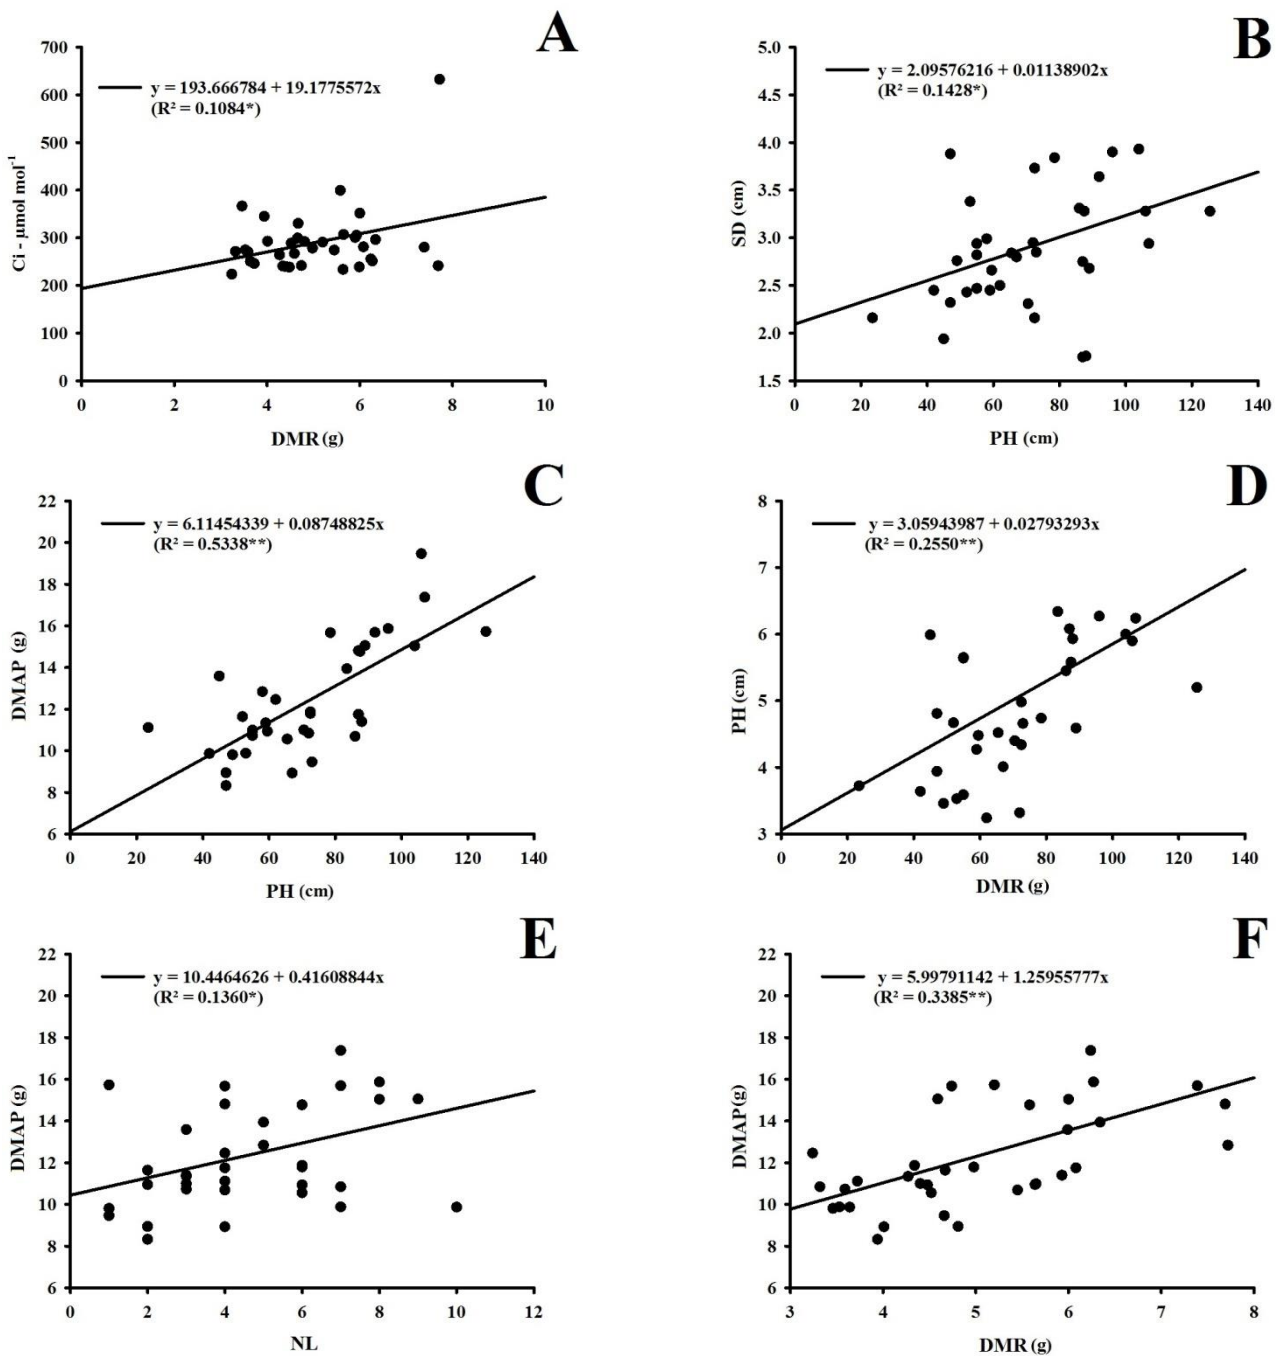 A
700
600
500
400
300
200
100
0
y = 193.666784 + 19.1775572x
(R² = 0.1084*)
Ci - µmol mol⁻¹
0 2 4 6 8 10
DMR (g)
B
5.0
4.5
4.0
3.5
3.0
2.5
2.0
1.5
y = 2.09576216 + 0.01138902x
(R² = 0.1428*)
SD (cm)
0 20 40 60 80 100 120 140
PH (cm)
C
22
20
18
16
14
12
10
8
6
y = 6.11454339 + 0.08748825x
(R² = 0.5338**)
DMAP (g)
0 20 40 60 80 100 120 140
PH (cm)
D
8
7
6
5
4
3
y = 3.05943987 + 0.02793293x
(R² = 0.2550**)
PH (cm)
0 20 40 60 80 100 120 140
DMR (g)
E
22
20
18
16
14
12
10
8
6
y = 10.4464626 + 0.41608844x
(R² = 0.1360*)
DMAP (g)
0 2 4 6 8 10 12
NL
F
22
20
18
16
14
12
10
8
6
y = 5.99791142 + 1.25955777x
(R² = 0.3385**)
DMAP(g)
3 4 5 6 7 8
DMR (g)